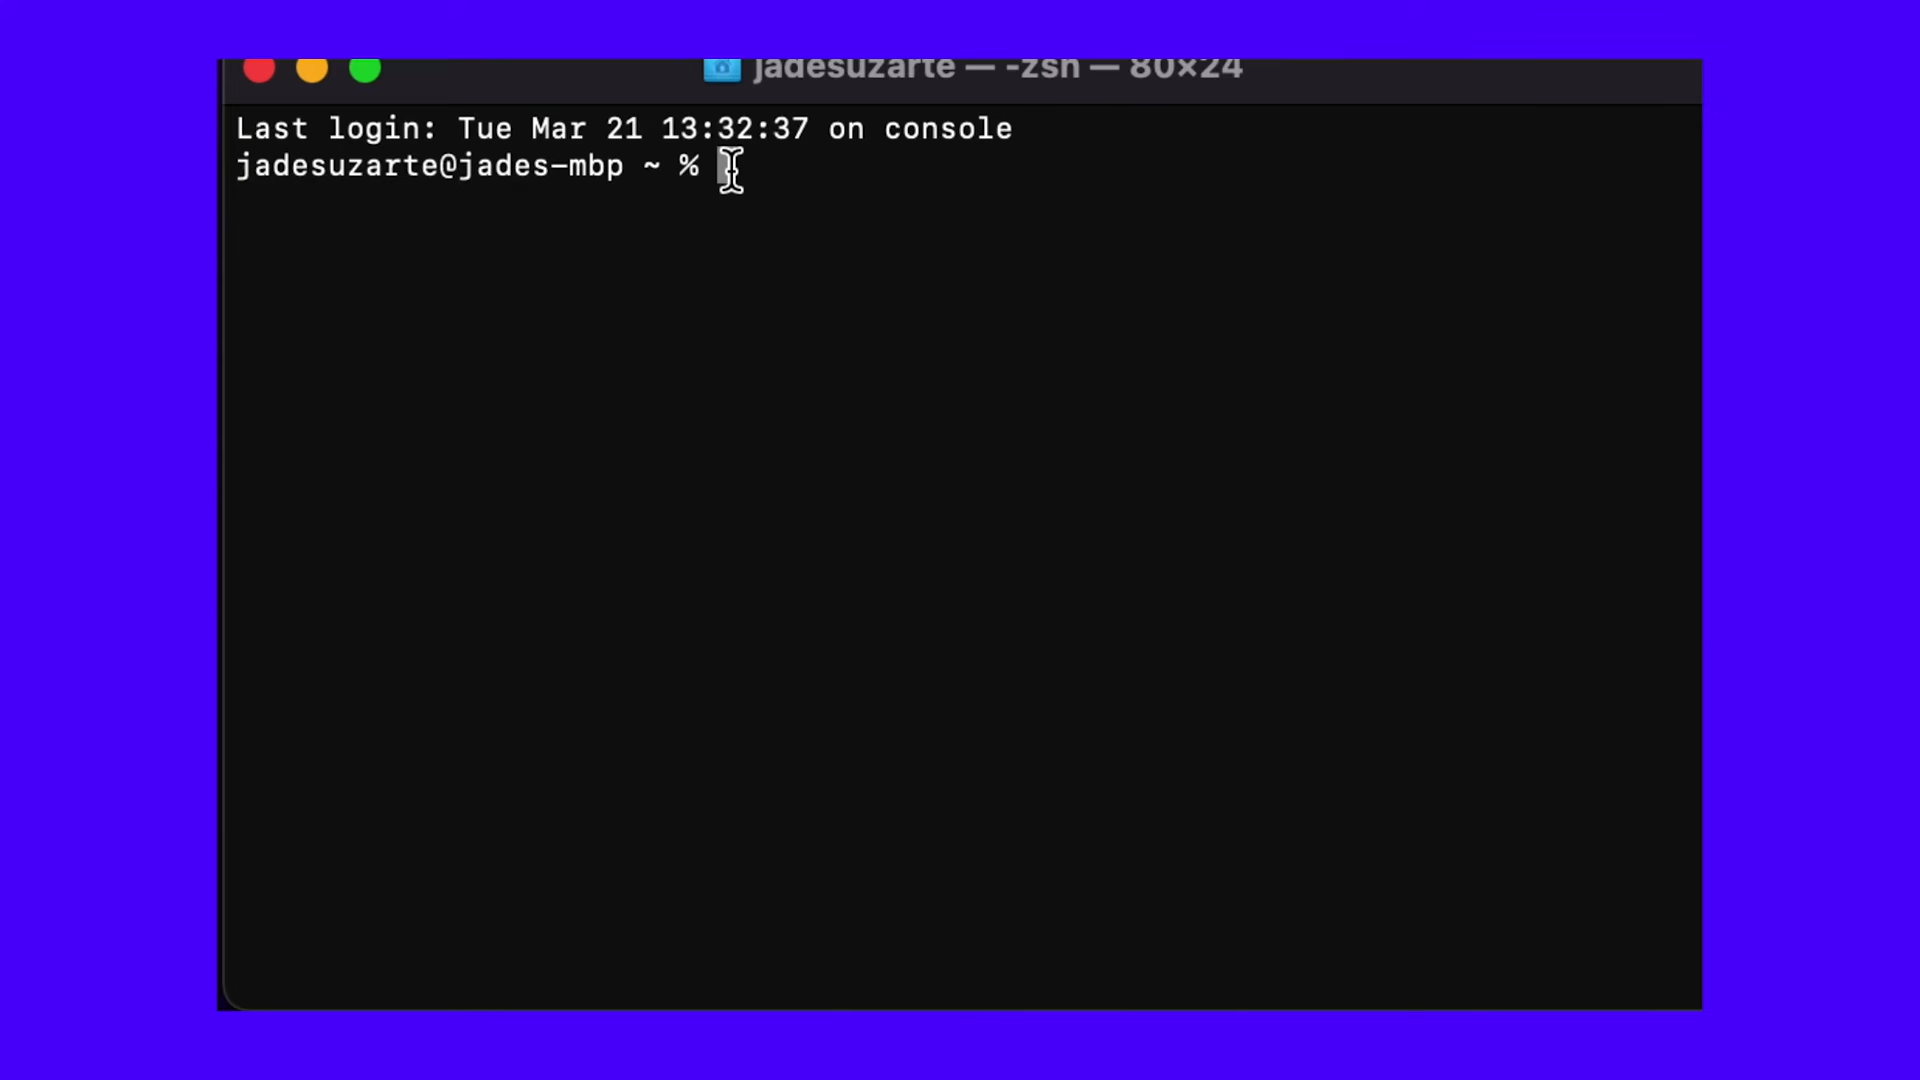 jadesuzarte — -zsh — 80×24
Last login: Tue Mar 21 13:32:37 on console
jadesuzarte@jades-mbp ~ %